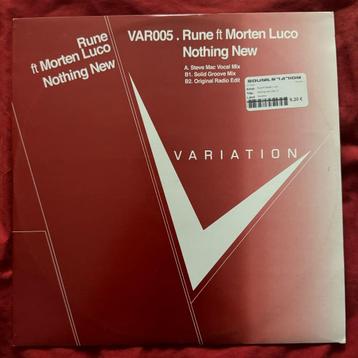 Rune
ft Morten Luco
Nothing New
VAR005 . Rune ft Morten Luco
Nothing New
A. Steve Mac Vocal Mix
B1. Solid Groove Mix
B2. Original Radio Edit
VARIATION